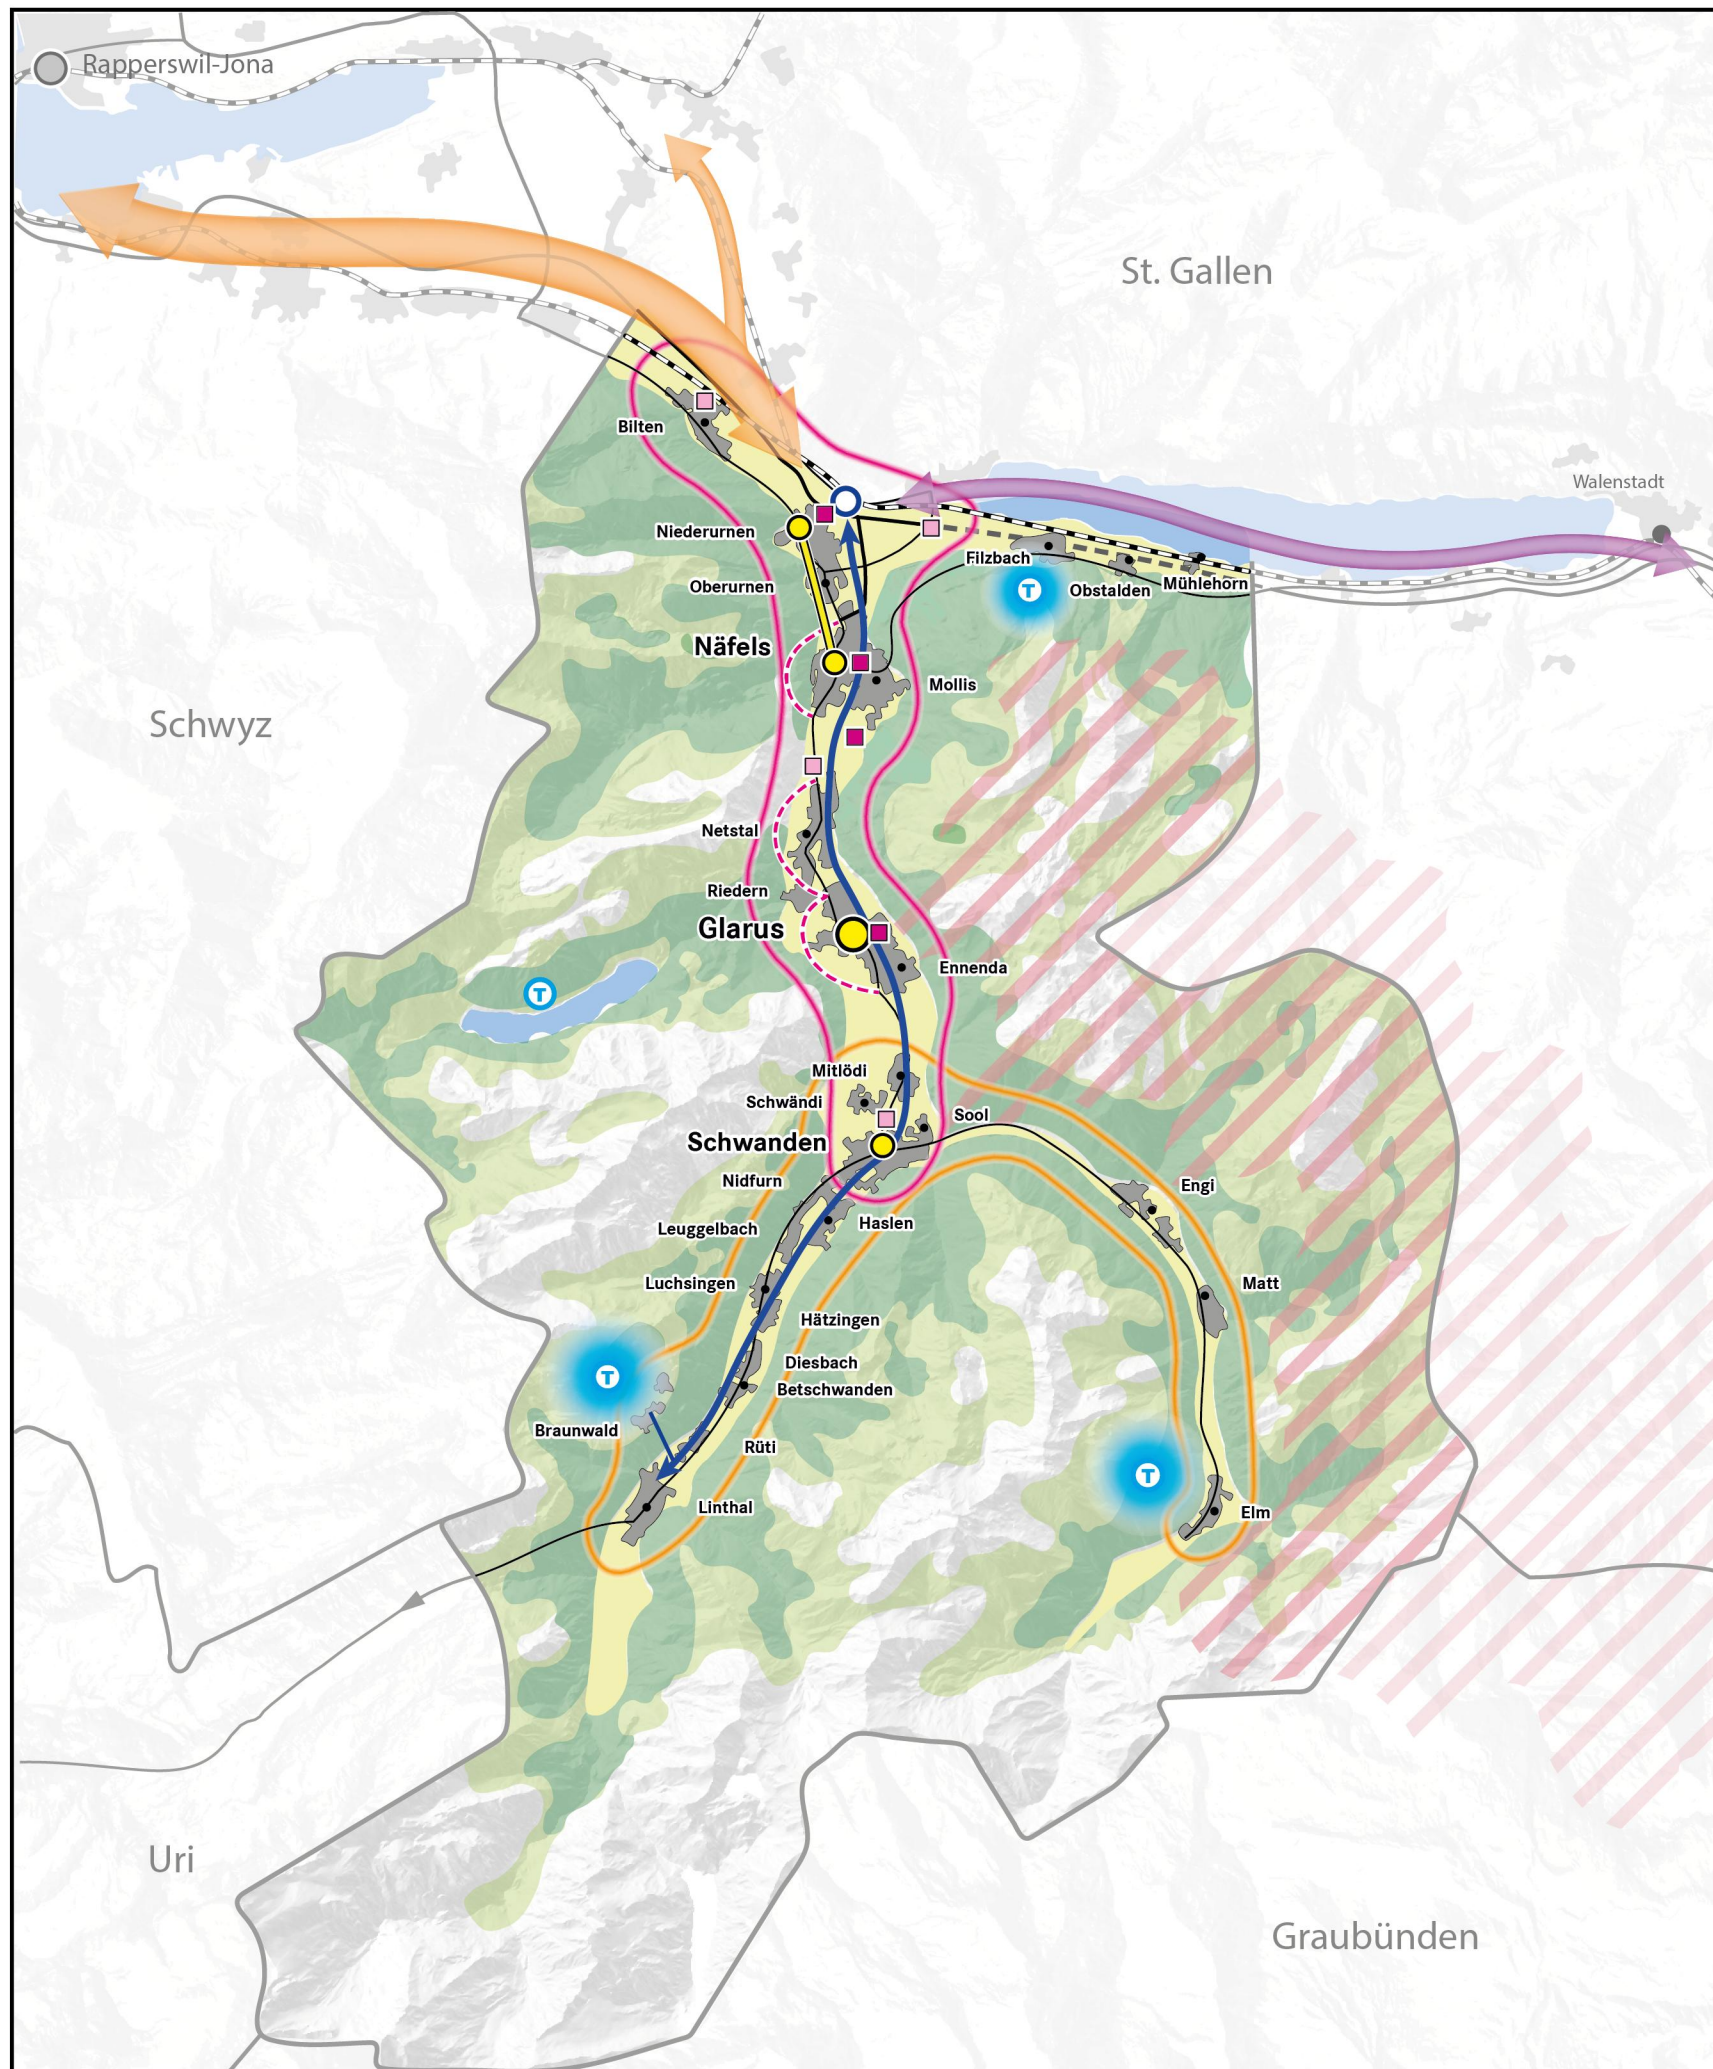 Rapperswil-Jona
St. Gallen
Bilten
Walenstadt
Niederurnen
Filzbach
Oberurnen
Obstalden
Mühlehorn
T
Näfels
Mollis
Schwyz
Netstal
Riedern
Glarus
Ennenda
T
Mitlödi
Schwändi
Sool
Schwanden
Nidfurn
Engi
Haslen
Leuggelbach
Luchsingen
Matt
Hätzingen
Diesbach
T
Betschwanden
Braunwald
Rüti
T
Linthal
Elm
Uri
Graubünden